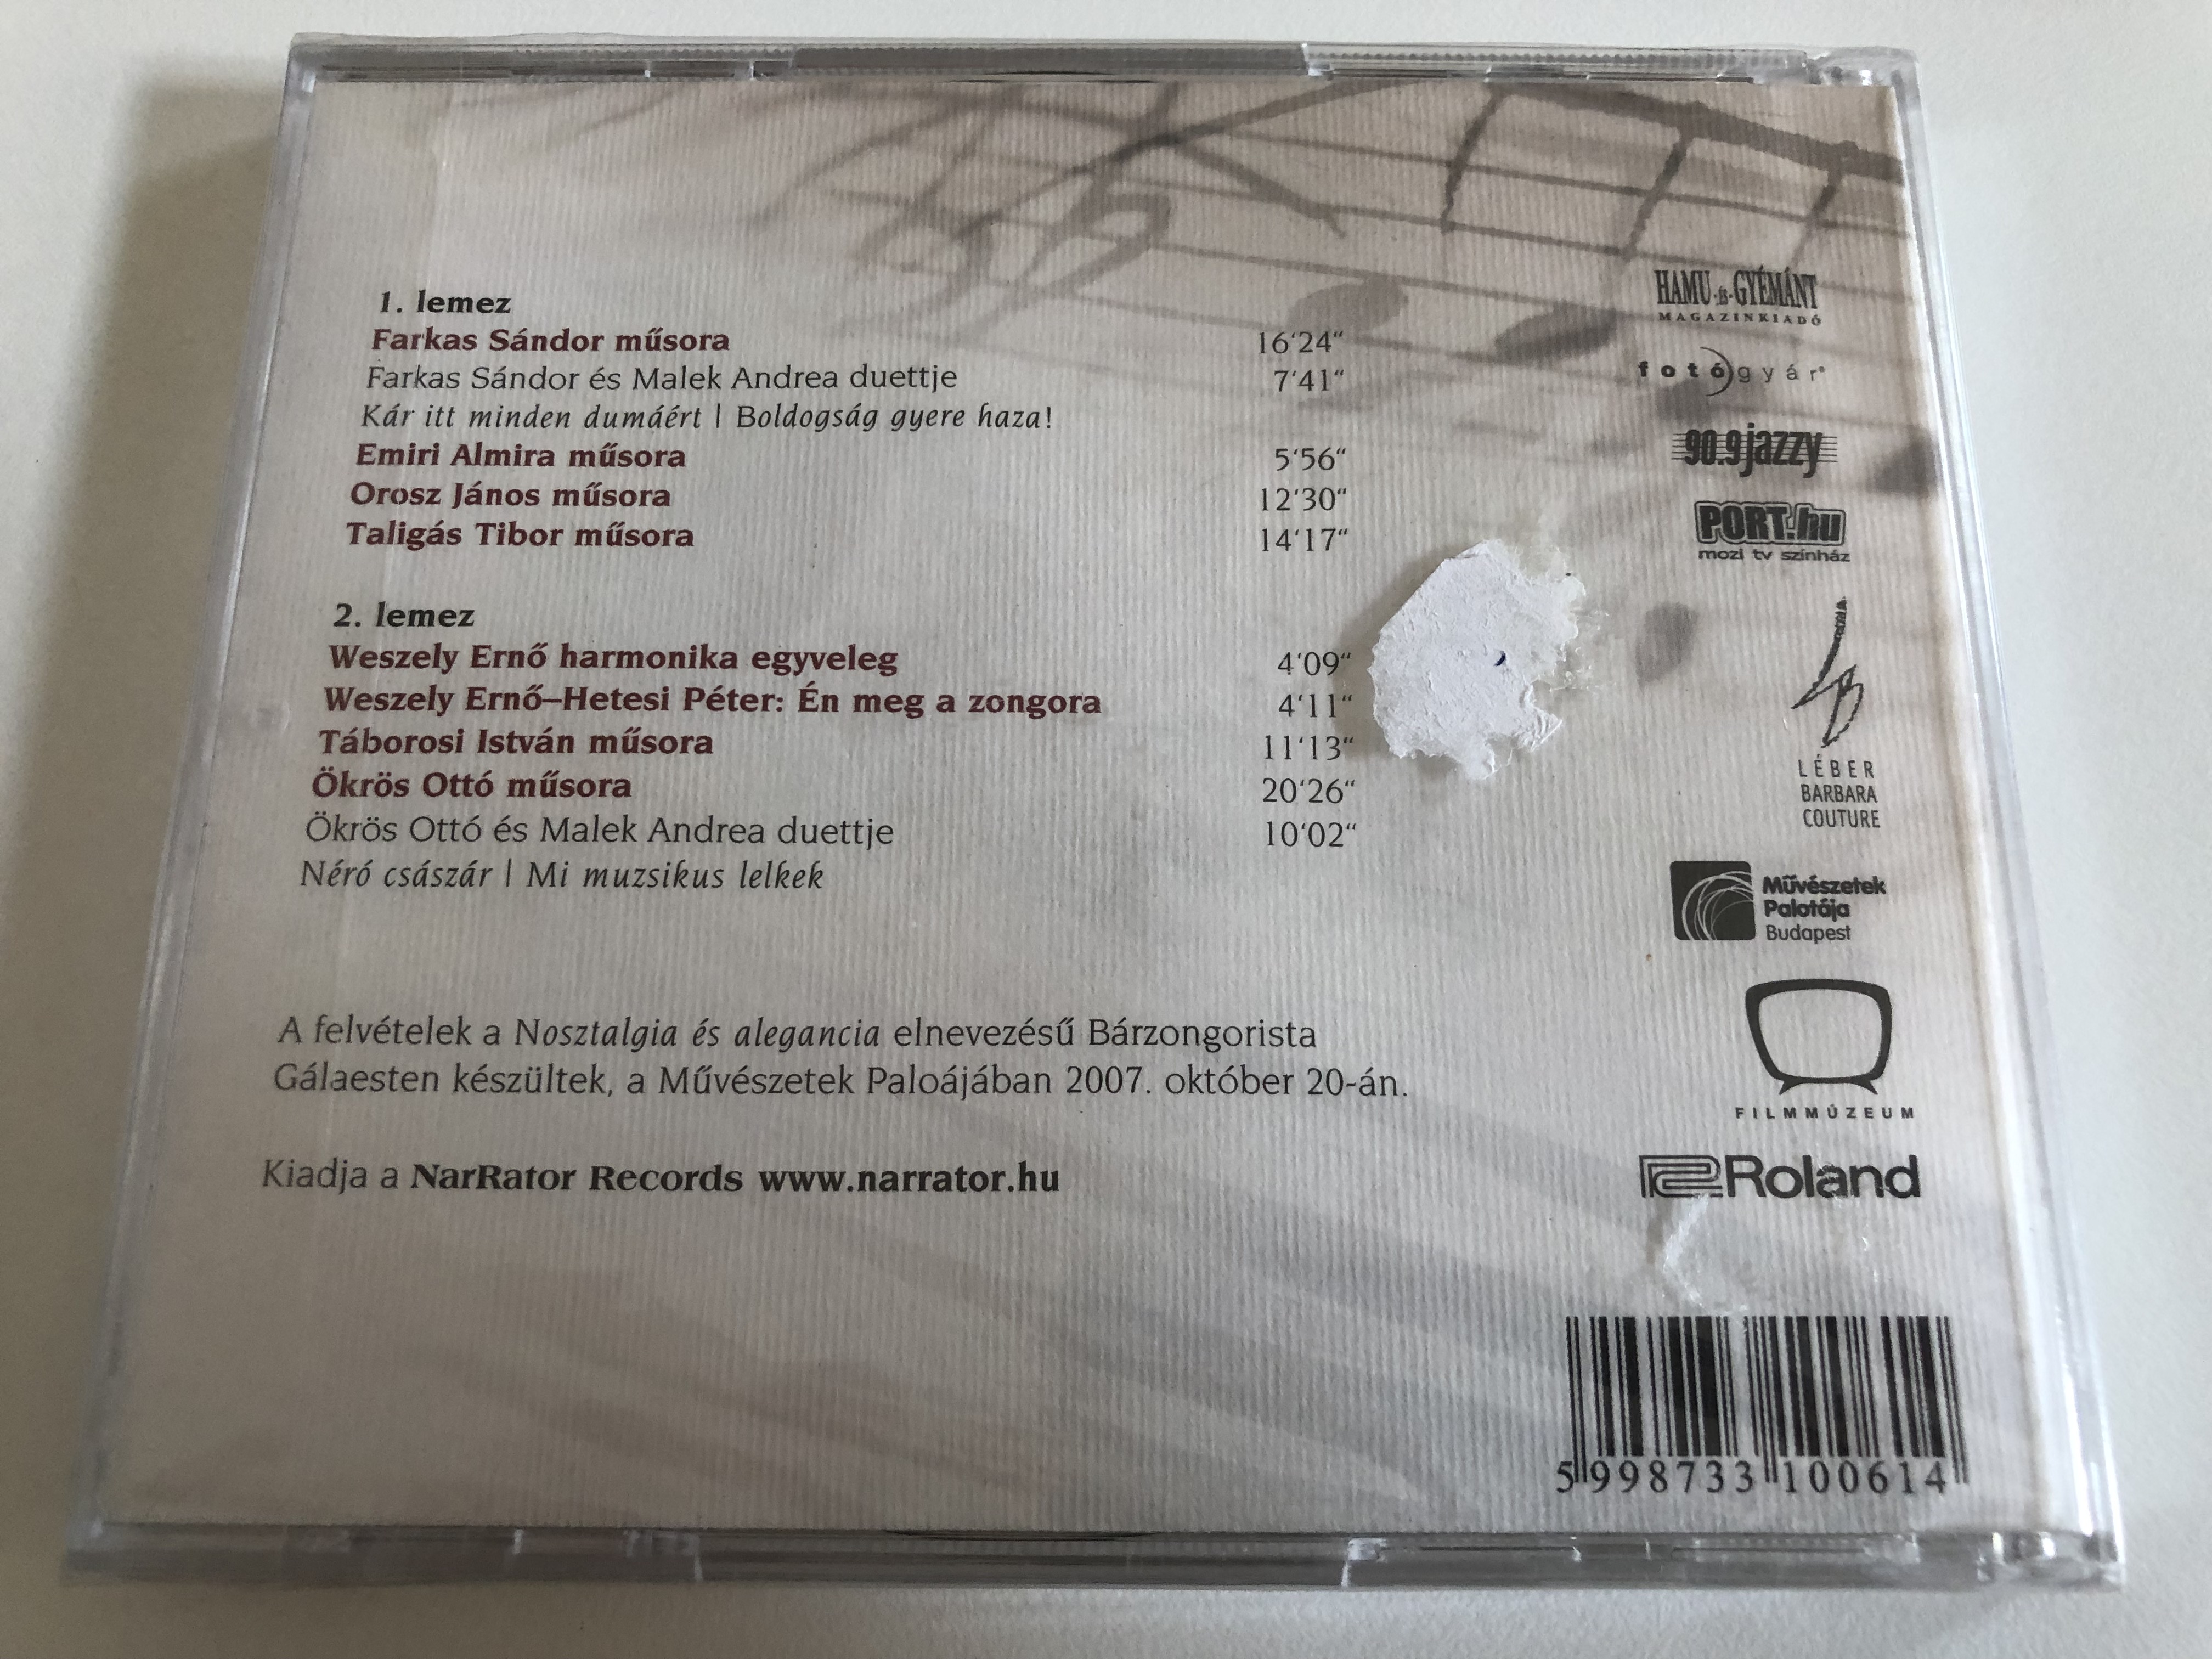 1. lemez
Farkas Sándor műsora 16'24"
Farkas Sándor és Malek Andrea duettje 7'41"
Kár itt minden dumáért | Boldogság gyere haza!
Emiri Almira műsora 5'56"
Orosz János műsora 12'30"
Taligás Tibor műsora 14'17"
2. lemez
Weszely Ernő harmonika egyveleg 4'09"
Weszely Ernő–Hetesi Péter: Én meg a zongora 4'11"
Táborosi István műsora 11'13"
Ökrös Ottó műsora 20'26"
Ökrös Ottó és Malek Andrea duettje 10'02"
Néró császár | Mi muzsikus lelkek
A felvételek a Nosztalgia és alegancia elnevezésű Bárzongorista
Gálaesten készültek, a Művészetek Paloájában 2007. október 20-án.
Kiadja a NarRator Records www.narrator.hu
HAMU ÉS GYÉMÁNT
MAGAZINKIADÓ
fotógyár
90.9 jazzy
PORT.hu
mozi tv színház
LÉBER
BARBARA
COUTURE
Művészetek
Palotája
Budapest
FILMMÚZEUM
Roland
5 998733 100614